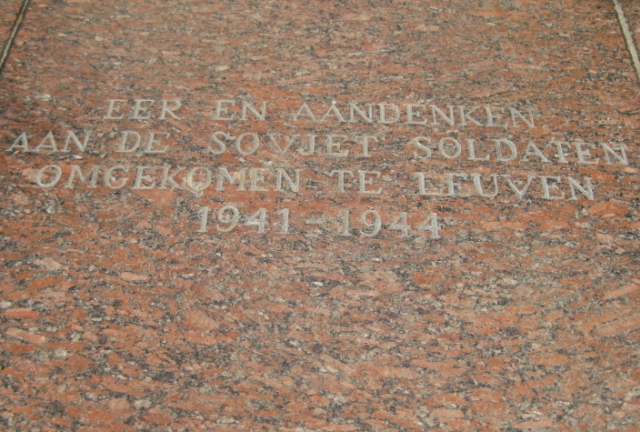 EER EN AANDENKEN
AAN DE SOVJET SOLDATEN
OMGEKOMEN TE LEUVEN
1941-1944